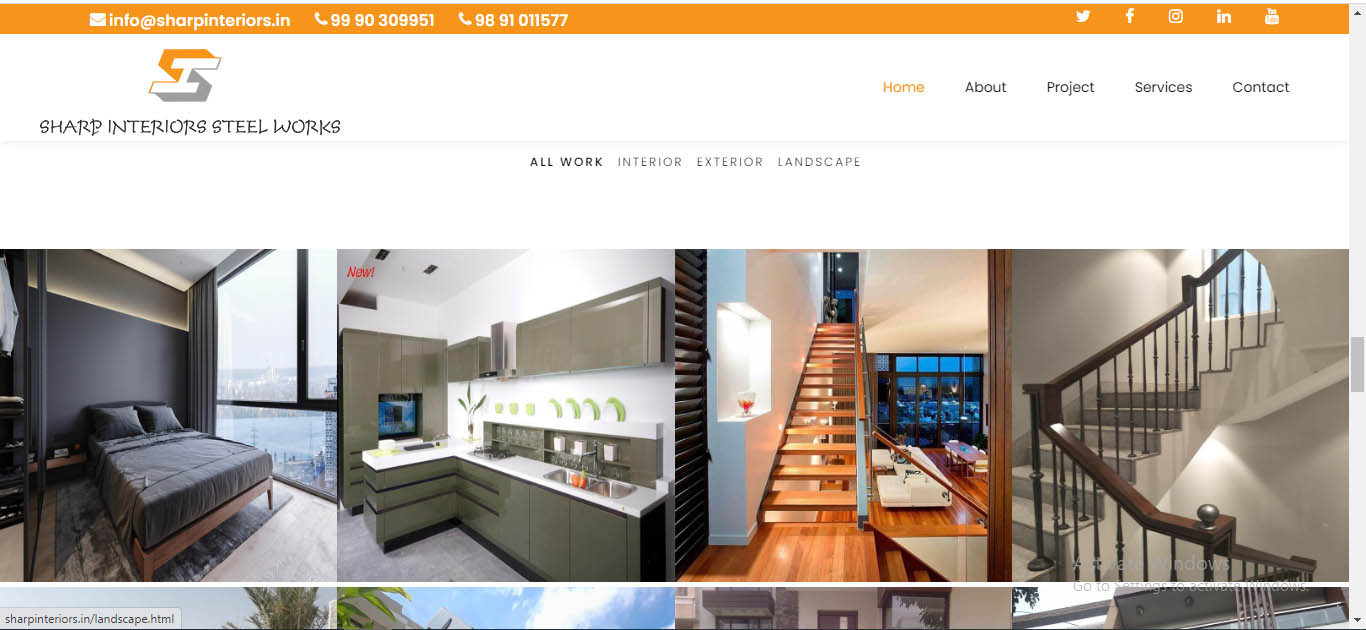 info@sharpinteriors.in 99 90 309951 98 91 011577
SHARP INTERIORS STEEL WORKS
Home About Project Services Contact
ALL WORK INTERIOR EXTERIOR LANDSCAPE
New!
Activate Windows
Go to Settings to activate Windows.
sharpinteriors.in/landscape.html